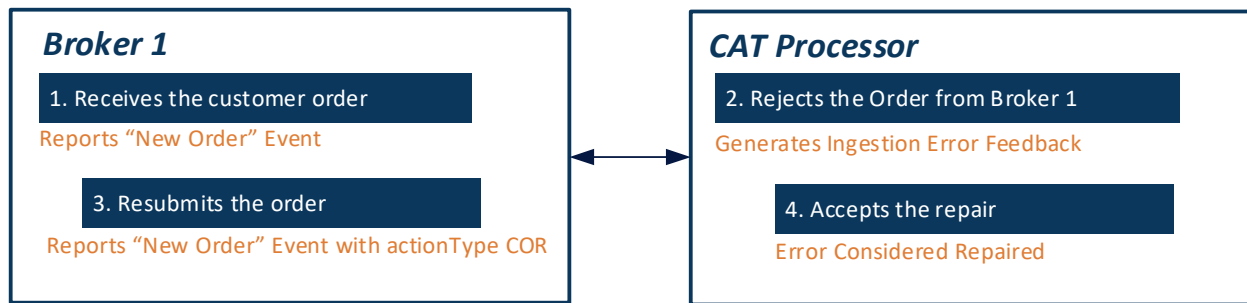 Broker 1
1. Receives the customer order
Reports “New Order” Event
3. Resubmits the order
Reports “New Order” Event with actionType COR
CAT Processor
2. Rejects the Order from Broker 1
Generates Ingestion Error Feedback
4. Accepts the repair
Error Considered Repaired